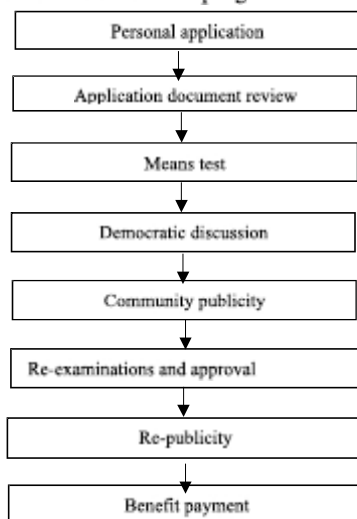 Personal application
Application document review
Means test
Democratic discussion
Community publicity
Re-examinations and approval
Re-publicity
Benefit payment